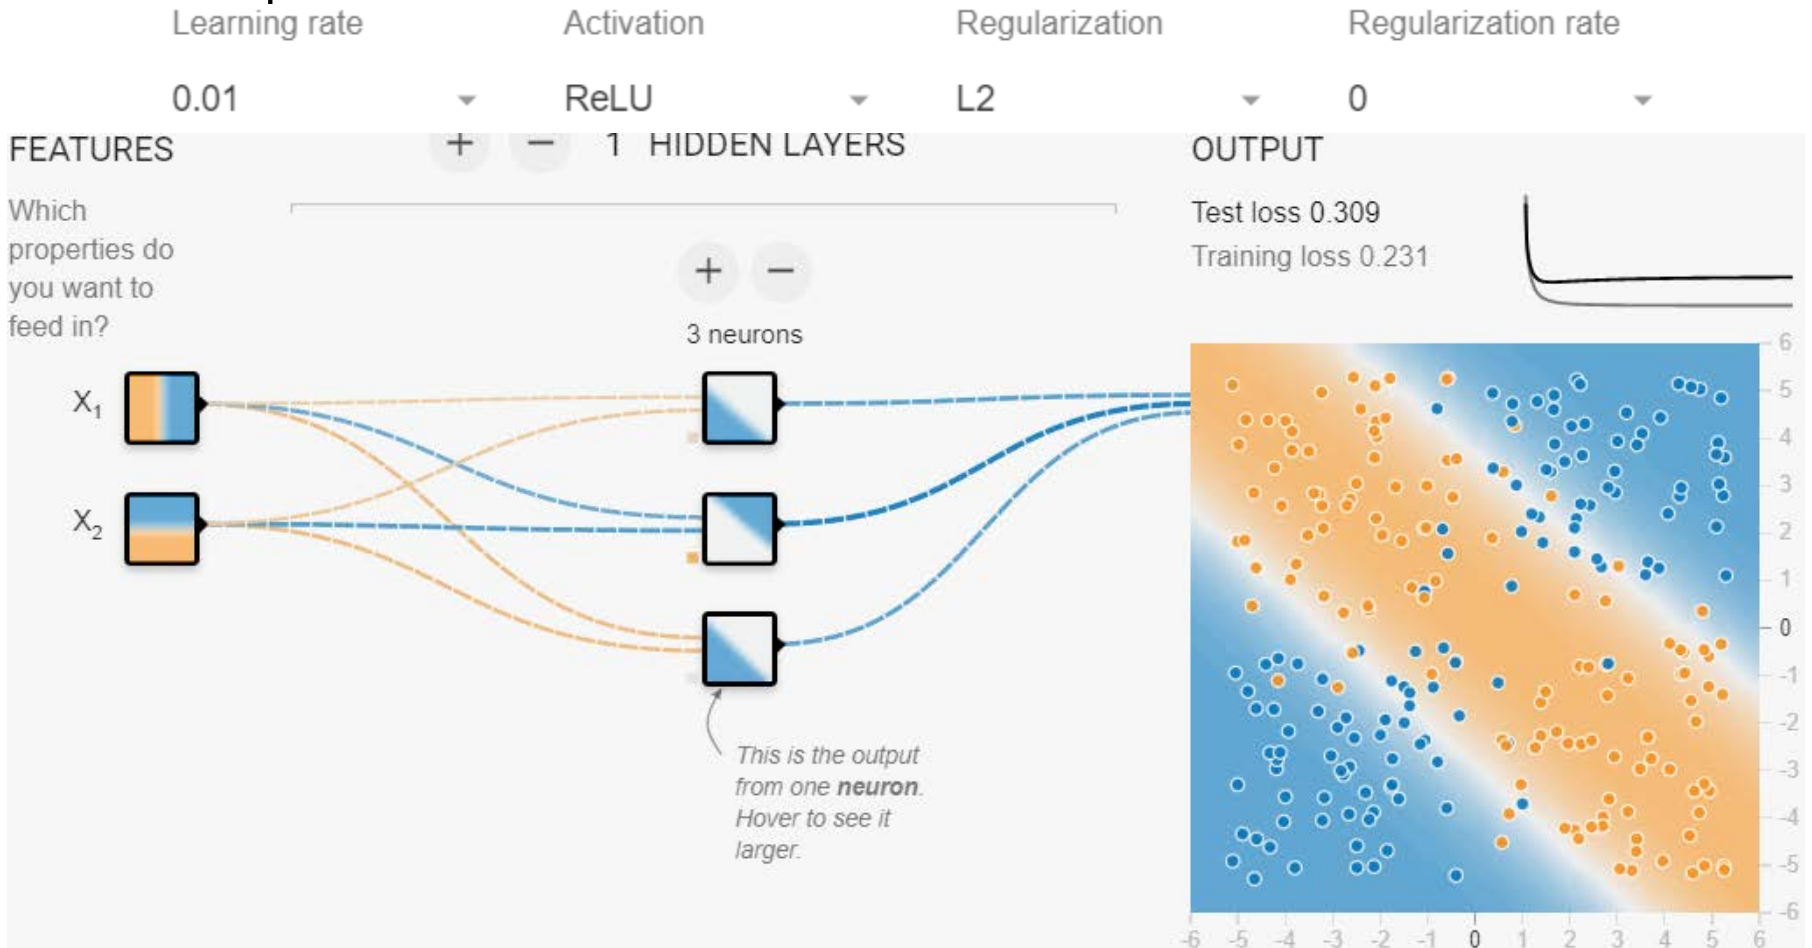 Learning rate Activation Regularization Regularization rate
0.01 ReLU L2 0
FEATURES + − 1 HIDDEN LAYERS OUTPUT
Which
properties do
you want to
feed in?
Test loss 0.309
Training loss 0.231
+ −
3 neurons
X1
X2
This is the output
from one neuron.
Hover to see it
larger.
6
5
4
3
2
1
0
-1
-2
-3
-4
-5
-6
-6 -5 -4 -3 -2 -1 0 1 2 3 4 5 6